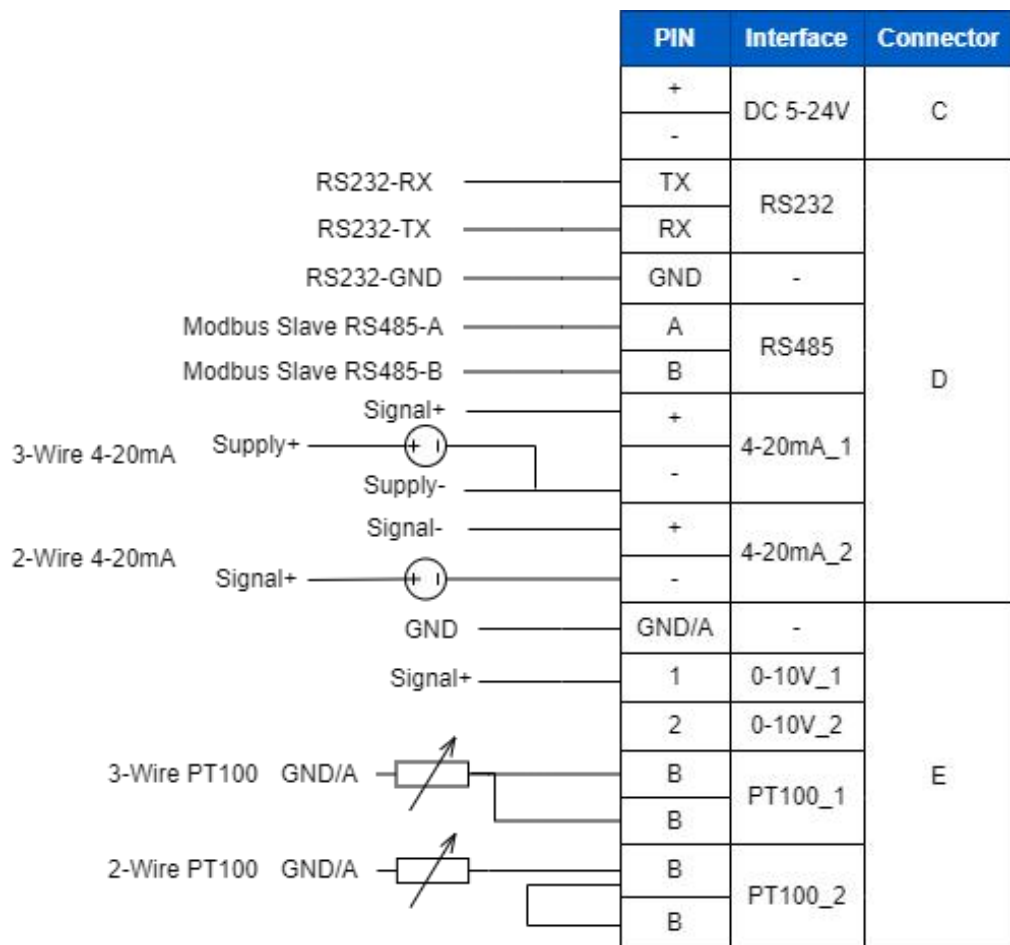 PIN Interface Connector
+ DC 5-24V C
-
RS232-RX TX RS232
RS232-TX RX
RS232-GND GND -
Modbus Slave RS485-A A RS485 D
Modbus Slave RS485-B B
Signal+ + 4-20mA_1
3-Wire 4-20mA Supply+ + -
Supply- -
Signal- + 4-20mA_2
2-Wire 4-20mA Signal+ + - -
GND GND/A - E
Signal+ 1 0-10V_1
2 0-10V_2
3-Wire PT100 GND/A B PT100_1
B
2-Wire PT100 GND/A B PT100_2
B